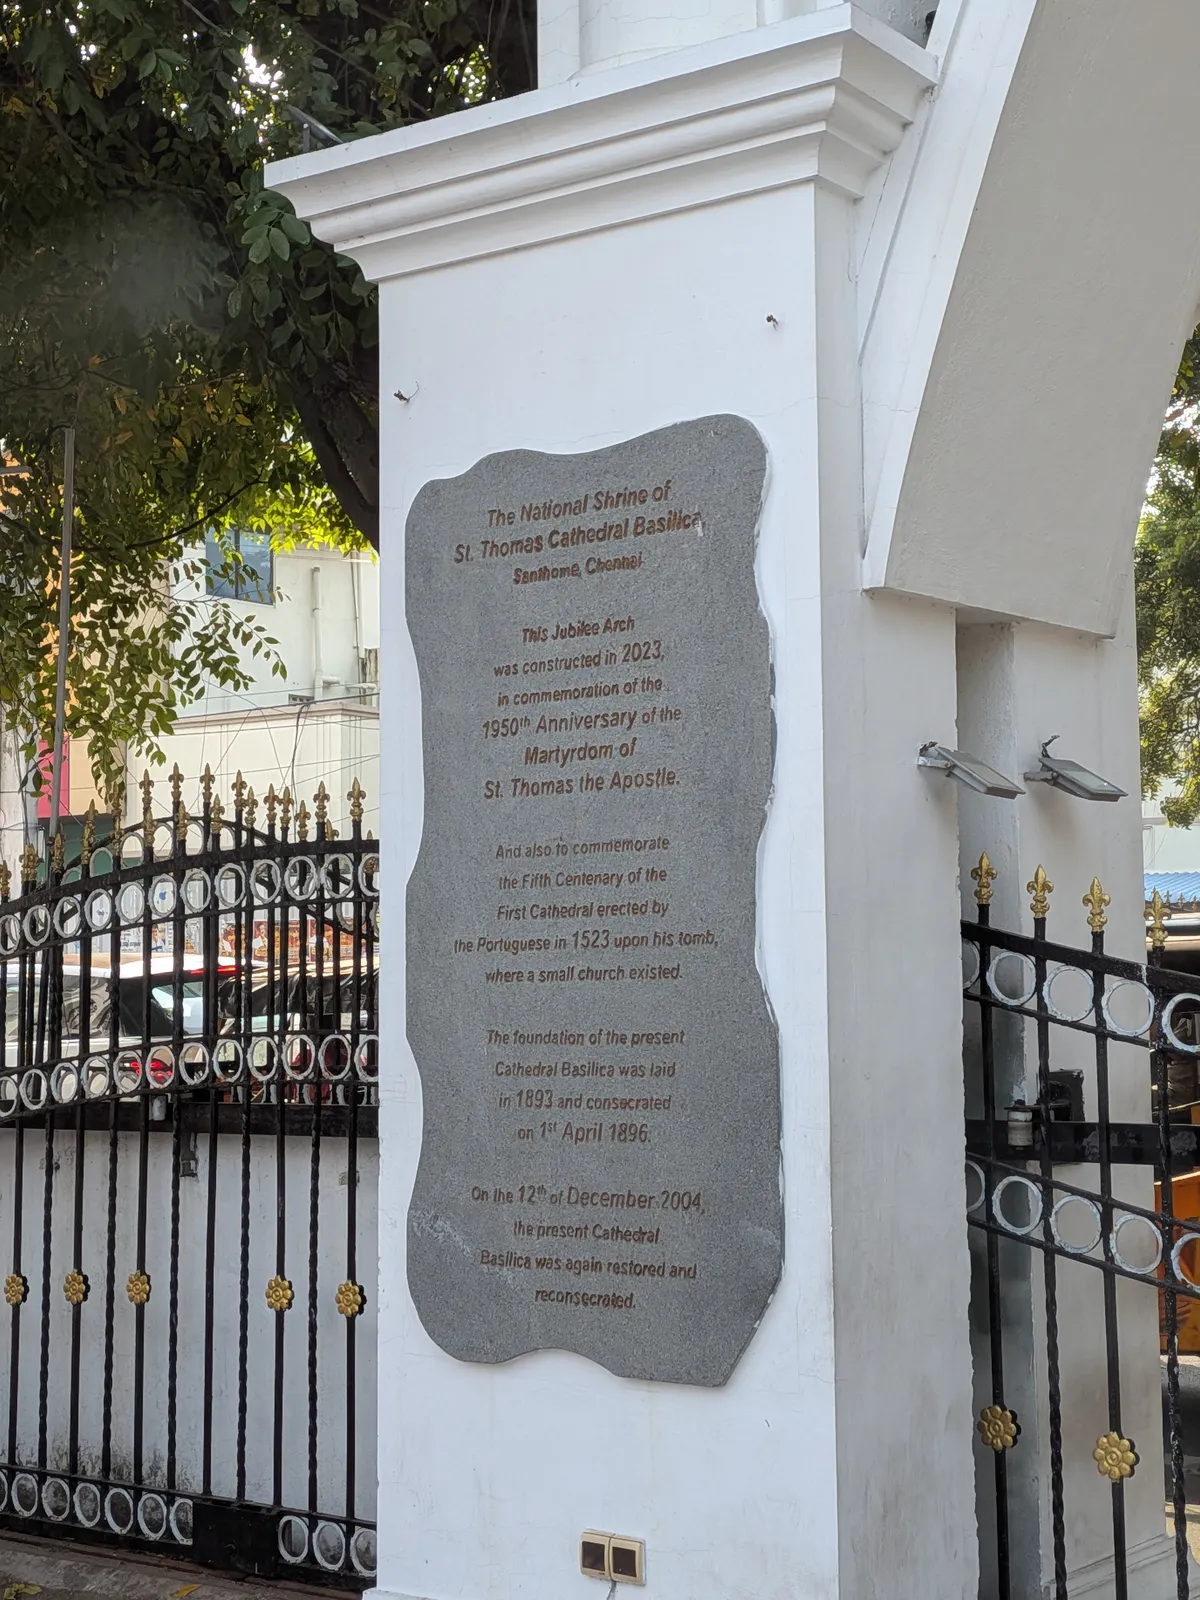 The National Shrine of
St. Thomas Cathedral Basilica
Santhome, Chennai
This Jubilee Arch
was constructed in 2023,
in commemoration of the
1950th Anniversary of the
Martyrdom of
St. Thomas the Apostle.
And also to commemorate
the Fifth Centenary of the
First Cathedral erected by
the Portuguese in 1523 upon his tomb,
where a small church existed.
The foundation of the present
Cathedral Basilica was laid
in 1893 and consecrated
on 1st April 1896.
On the 12th of December 2004,
the present Cathedral
Basilica was again restored and
reconsecrated.